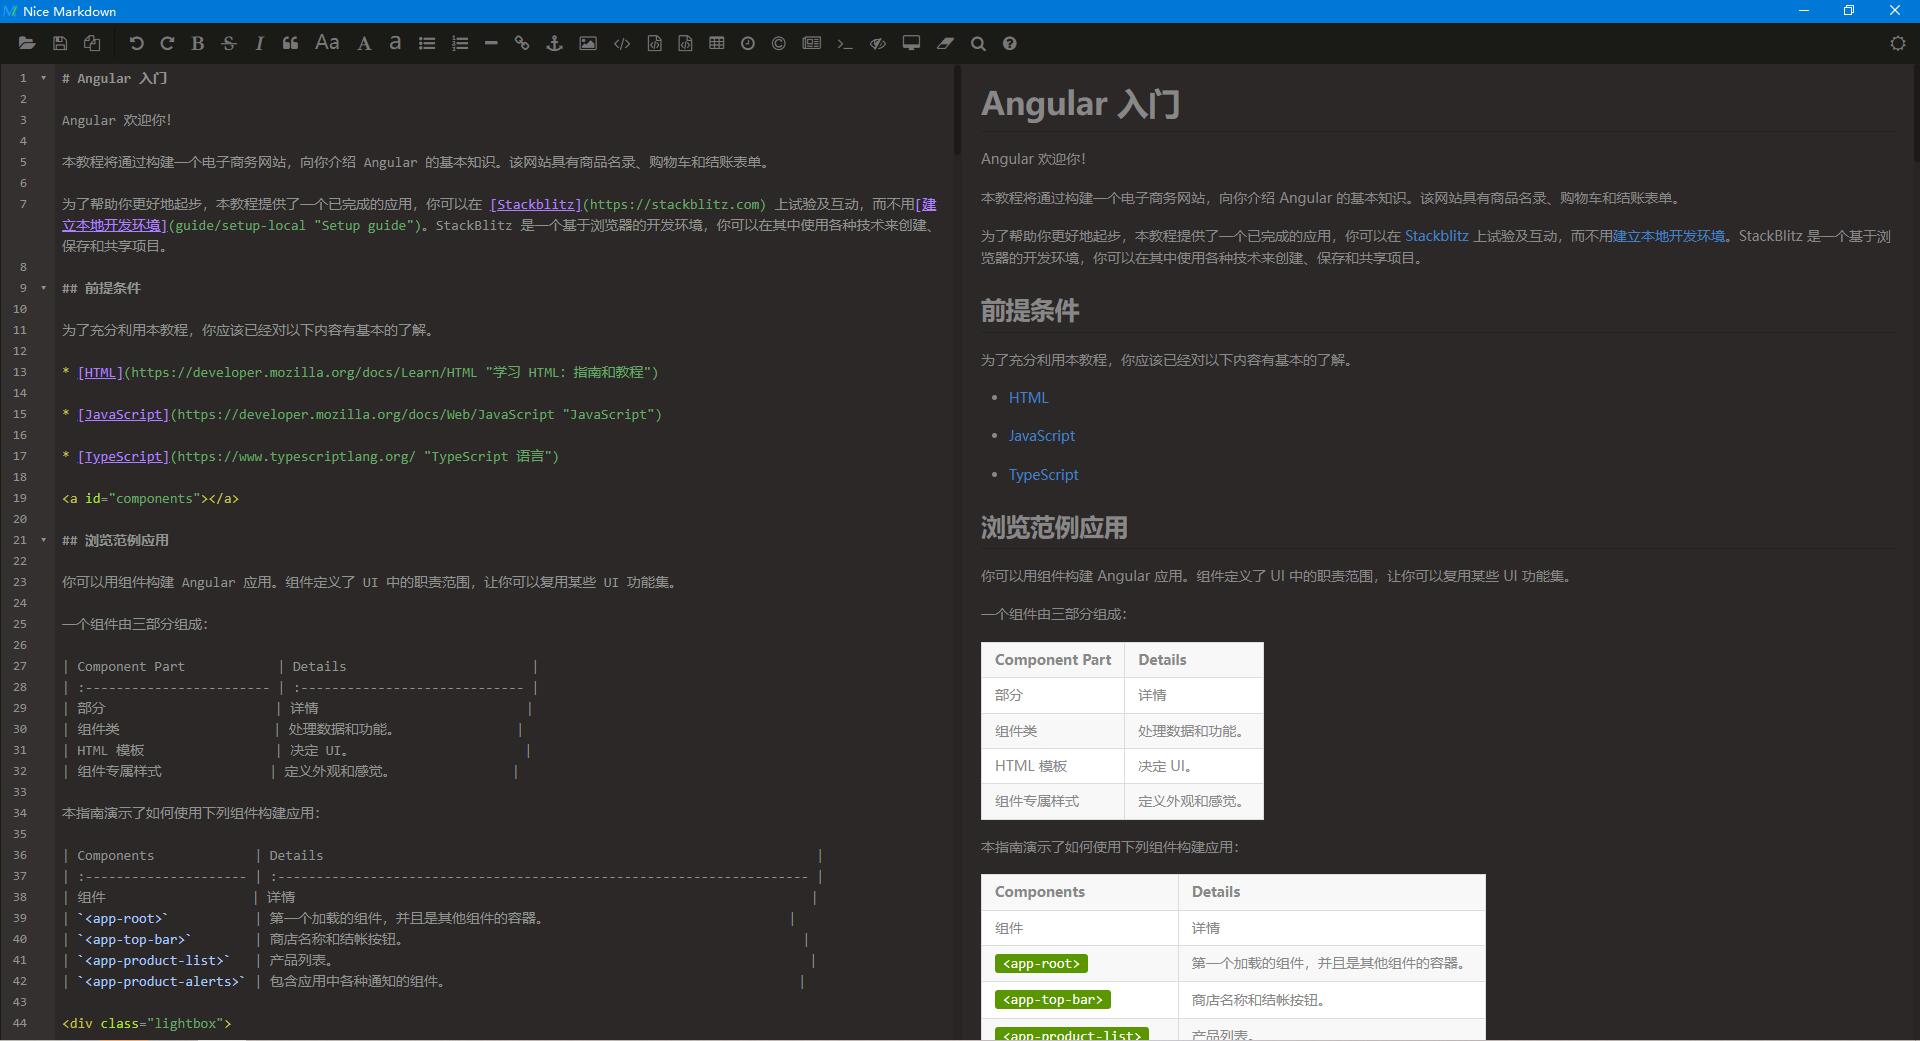 Nice Markdown
1 # Angular 入门
2
3 Angular 欢迎你！
4
5 本教程将通过构建一个电子商务网站，向你介绍 Angular 的基本知识。该网站具有商品名录、购物车和结账表单。
6
7 为了帮助你更好地起步，本教程提供了一个已完成的应用，你可以在 [Stackblitz](https://stackblitz.com) 上试验及互动，而不用[建
立本地开发环境](guide/setup-local "Setup guide")。StackBlitz 是一个基于浏览器的开发环境，你可以在其中使用各种技术来创建、
保存和共享项目。
8
9 ## 前提条件
10
11 为了充分利用本教程，你应该已经对以下内容有基本的了解。
12
13 * [HTML](https://developer.mozilla.org/docs/Learn/HTML "学习 HTML：指南和教程")
14
15 * [JavaScript](https://developer.mozilla.org/docs/Web/JavaScript "JavaScript")
16
17 * [TypeScript](https://www.typescriptlang.org/ "TypeScript 语言")
18
19 <a id="components"></a>
20
21 ## 浏览范例应用
22
23 你可以用组件构建 Angular 应用。组件定义了 UI 中的职责范围，让你可以复用某些 UI 功能集。
24
25 一个组件由三部分组成：
26
27 | Component Part            | Details                        |
28 | :------------------------ | :----------------------------- |
29 | 部分                      | 详情                           |
30 | 组件类                    | 处理数据和功能。               |
31 | HTML 模板                 | 决定 UI。                      |
32 | 组件专属样式              | 定义外观和感觉。               |
33
34 本指南演示了如何使用下列组件构建应用：
35
36 | Components             | Details                                                                |
37 | :--------------------- | :--------------------------------------------------------------------- |
38 | 组件                   | 详情                                                                   |
39 | `<app-root>`           | 第一个加载的组件，并且是其他组件的容器。                                |
40 | `<app-top-bar>`        | 商店名称和结帐按钮。                                                    |
41 | `<app-product-list>`   | 产品列表。                                                              |
42 | `<app-product-alerts>` | 包含应用中各种通知的组件。                                              |
43
44 <div class="lightbox">
Angular 入门
Angular 欢迎你！
本教程将通过构建一个电子商务网站，向你介绍 Angular 的基本知识。该网站具有商品名录、购物车和结账表单。
为了帮助你更好地起步，本教程提供了一个已完成的应用，你可以在 Stackblitz 上试验及互动，而不用建立本地开发环境。StackBlitz 是一个基于浏
览器的开发环境，你可以在其中使用各种技术来创建、保存和共享项目。
前提条件
为了充分利用本教程，你应该已经对以下内容有基本的了解。
• HTML
• JavaScript
• TypeScript
浏览范例应用
你可以用组件构建 Angular 应用。组件定义了 UI 中的职责范围，让你可以复用某些 UI 功能集。
一个组件由三部分组成：
Component Part Details
部分 详情
组件类 处理数据和功能。
HTML 模板 决定 UI。
组件专属样式 定义外观和感觉。
本指南演示了如何使用下列组件构建应用：
Components Details
组件 详情
<app-root> 第一个加载的组件，并且是其他组件的容器。
<app-top-bar> 商店名称和结帐按钮。
<app-product-list> 产品列表。